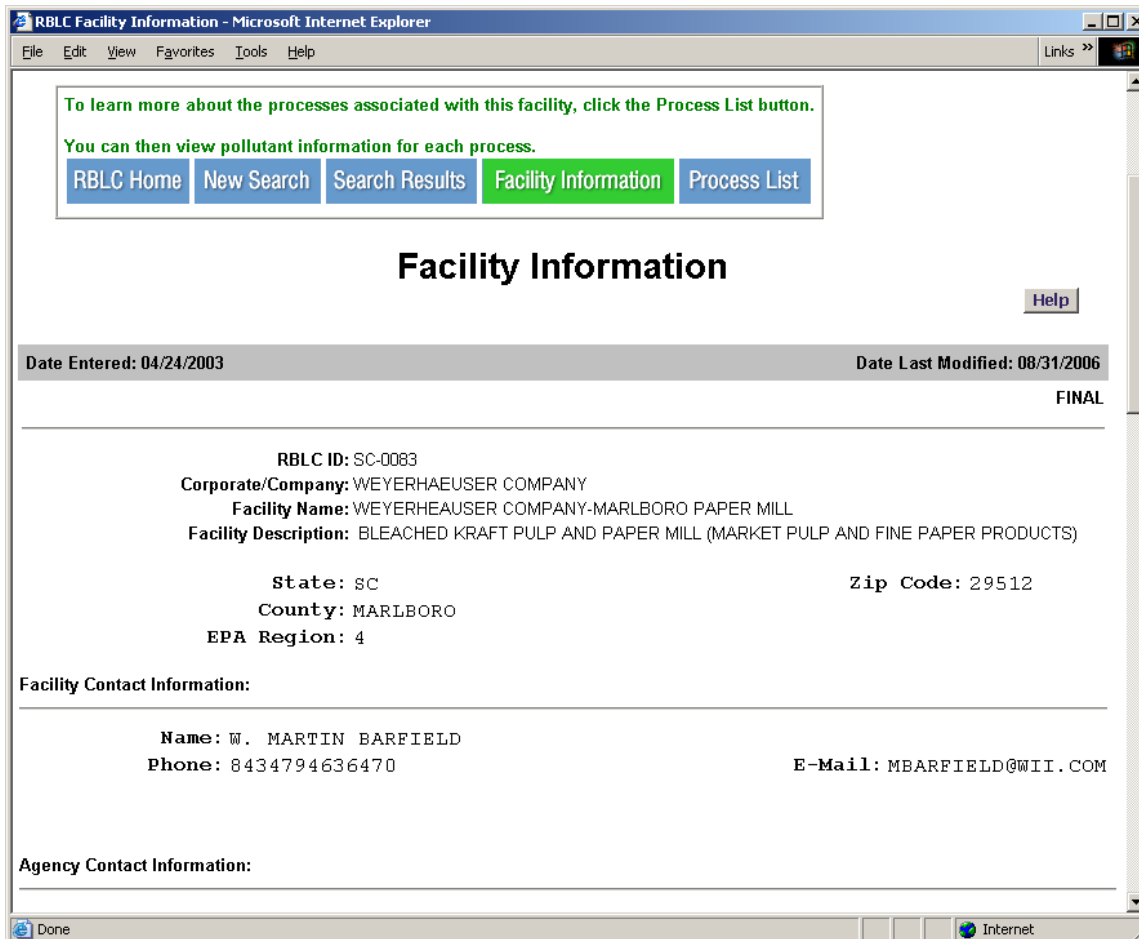 RBLC Facility Information - Microsoft Internet Explorer
File Edit View Favorites Tools Help Links »
To learn more about the processes associated with this facility, click the Process List button.
You can then view pollutant information for each process.
RBLC Home New Search Search Results Facility Information Process List
Facility Information
Help
Date Entered: 04/24/2003 Date Last Modified: 08/31/2006
FINAL
RBLC ID: SC-0083
Corporate/Company: WEYERHAEUSER COMPANY
Facility Name: WEYERHEAUSER COMPANY-MARLBORO PAPER MILL
Facility Description: BLEACHED KRAFT PULP AND PAPER MILL (MARKET PULP AND FINE PAPER PRODUCTS)
State: SC Zip Code: 29512
County: MARLBORO
EPA Region: 4
Facility Contact Information:
Name: W. MARTIN BARFIELD
Phone: 8434794636470 E-Mail: MBARFIELD@WII.COM
Agency Contact Information:
Done Internet